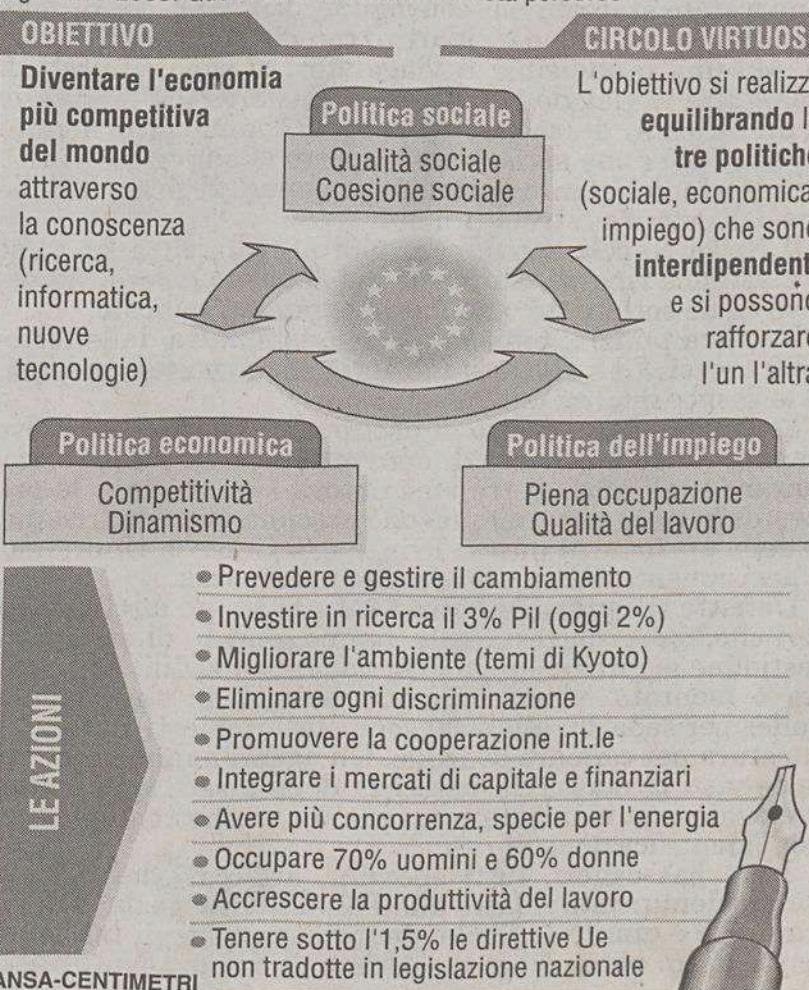 OBIETTIVO
Diventare l'economia
più competitiva
del mondo
attraverso
la conoscenza
(ricerca,
informatica,
nuove
tecnologie)
Politica sociale
Qualità sociale
Coesione sociale
CIRCOLO VIRTUOS
L'obiettivo si realizz
equilibrando l
tre politiche
(sociale, economica
impiego) che sono
interdipendent
e si possono
rafforzare
l'un l'altra
Politica economica
Competitività
Dinamismo
Politica dell'impiego
Piena occupazione
Qualità del lavoro
LE AZIONI
Prevedere e gestire il cambiamento
Investire in ricerca il 3% Pil (oggi 2%)
Migliorare l'ambiente (temi di Kyoto)
Eliminare ogni discriminazione
Promuovere la cooperazione int.le
Integrare i mercati di capitale e finanziari
Avere più concorrenza, specie per l'energia
Occupare 70% uomini e 60% donne
Accrescere la produttività del lavoro
Tenere sotto l'1,5% le direttive Ue
non tradotte in legislazione nazionale
ANSA-CENTIMETRI